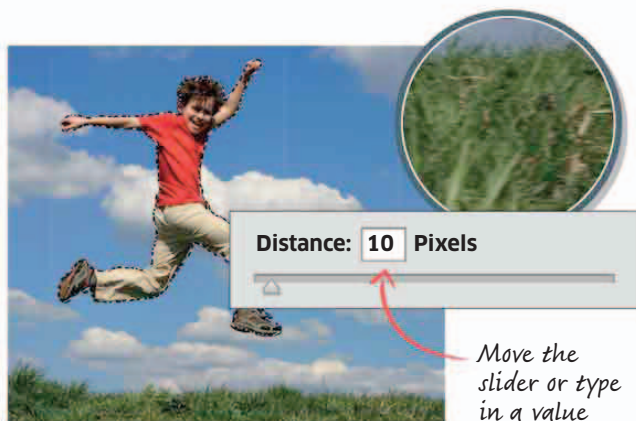 Distance: 10 Pixels
Move the
slider or type
in a value